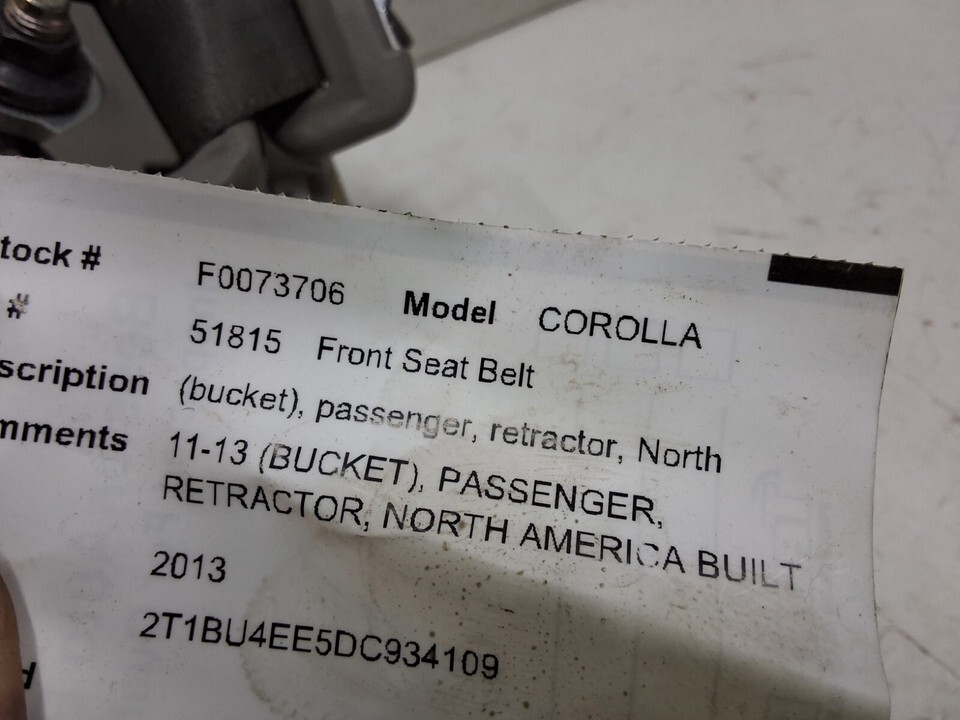 tock # F0073706 Model COROLLA
# 51815 Front Seat Belt
scription (bucket), passenger, retractor, North
mments 11-13 (BUCKET), PASSENGER,
RETRACTOR, NORTH AMERICA BUILT
2013
2T1BU4EE5DC934109
d